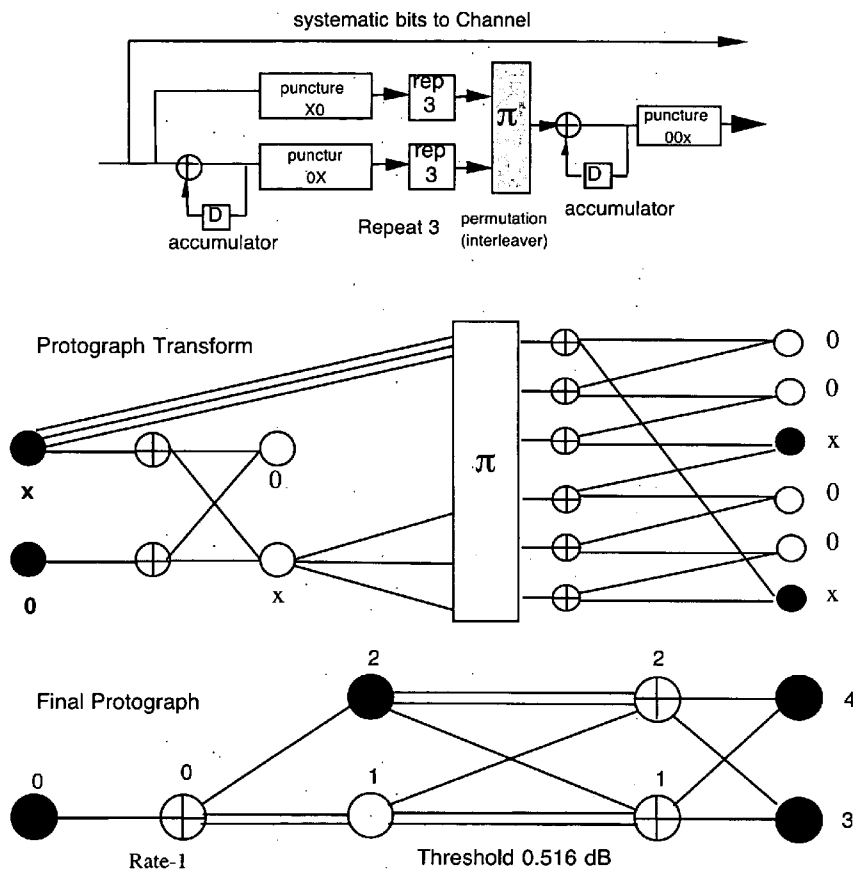 systematic bits to Channel
puncture
X0
rep
3
π
puncture
00x
punctur
0X
rep
3
D
D
accumulator
accumulator
Repeat 3
permutation
(interleaver)
Protograph Transform
0
0
x
π
x
0
0
0
0
x
x
0
Final Protograph
2
2
4
0
0
1
1
3
Rate-1
Threshold 0.516 dB